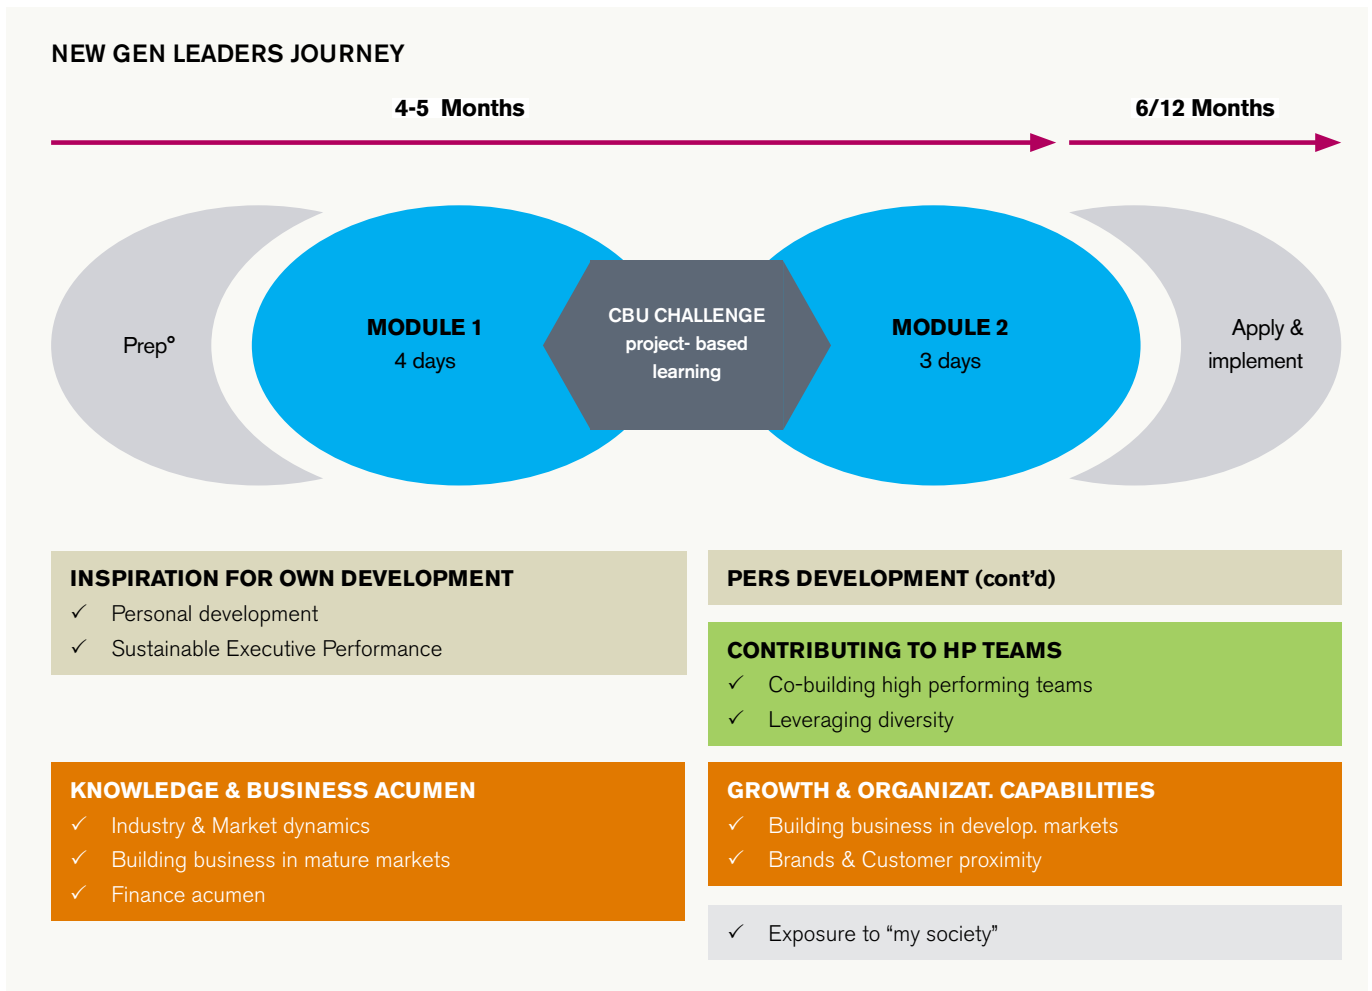 NEW GEN LEADERS JOURNEY
4-5 Months
6/12 Months
Prep°
MODULE 1
4 days
CBU CHALLENGE
project- based
learning
MODULE 2
3 days
Apply &
implement
INSPIRATION FOR OWN DEVELOPMENT
✓ Personal development
✓ Sustainable Executive Performance
KNOWLEDGE & BUSINESS ACUMEN
✓ Industry & Market dynamics
✓ Building business in mature markets
✓ Finance acumen
PERS DEVELOPMENT (cont’d)
CONTRIBUTING TO HP TEAMS
✓ Co-building high performing teams
✓ Leveraging diversity
GROWTH & ORGANIZAT. CAPABILITIES
✓ Building business in develop. markets
✓ Brands & Customer proximity
✓ Exposure to “my society”